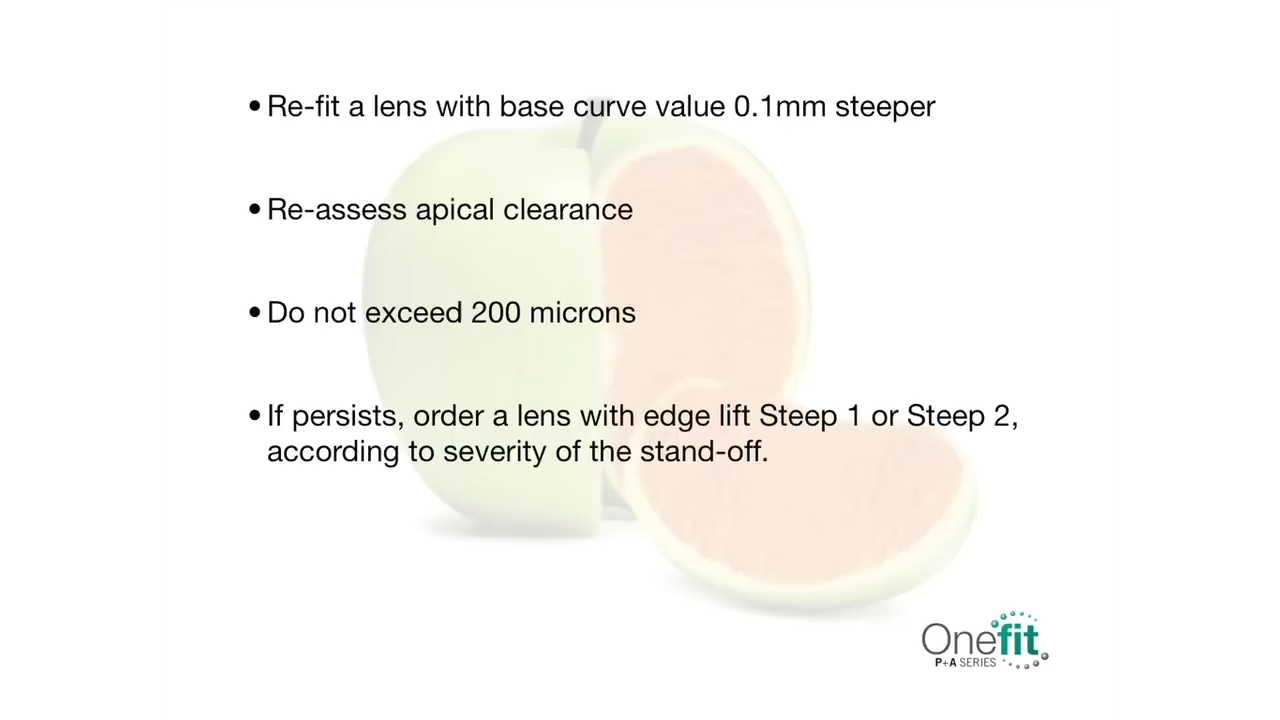 • Re-fit a lens with base curve value 0.1mm steeper
• Re-assess apical clearance
• Do not exceed 200 microns
• If persists, order a lens with edge lift Steep 1 or Steep 2,
according to severity of the stand-off.
Onefit
P+A SERIES